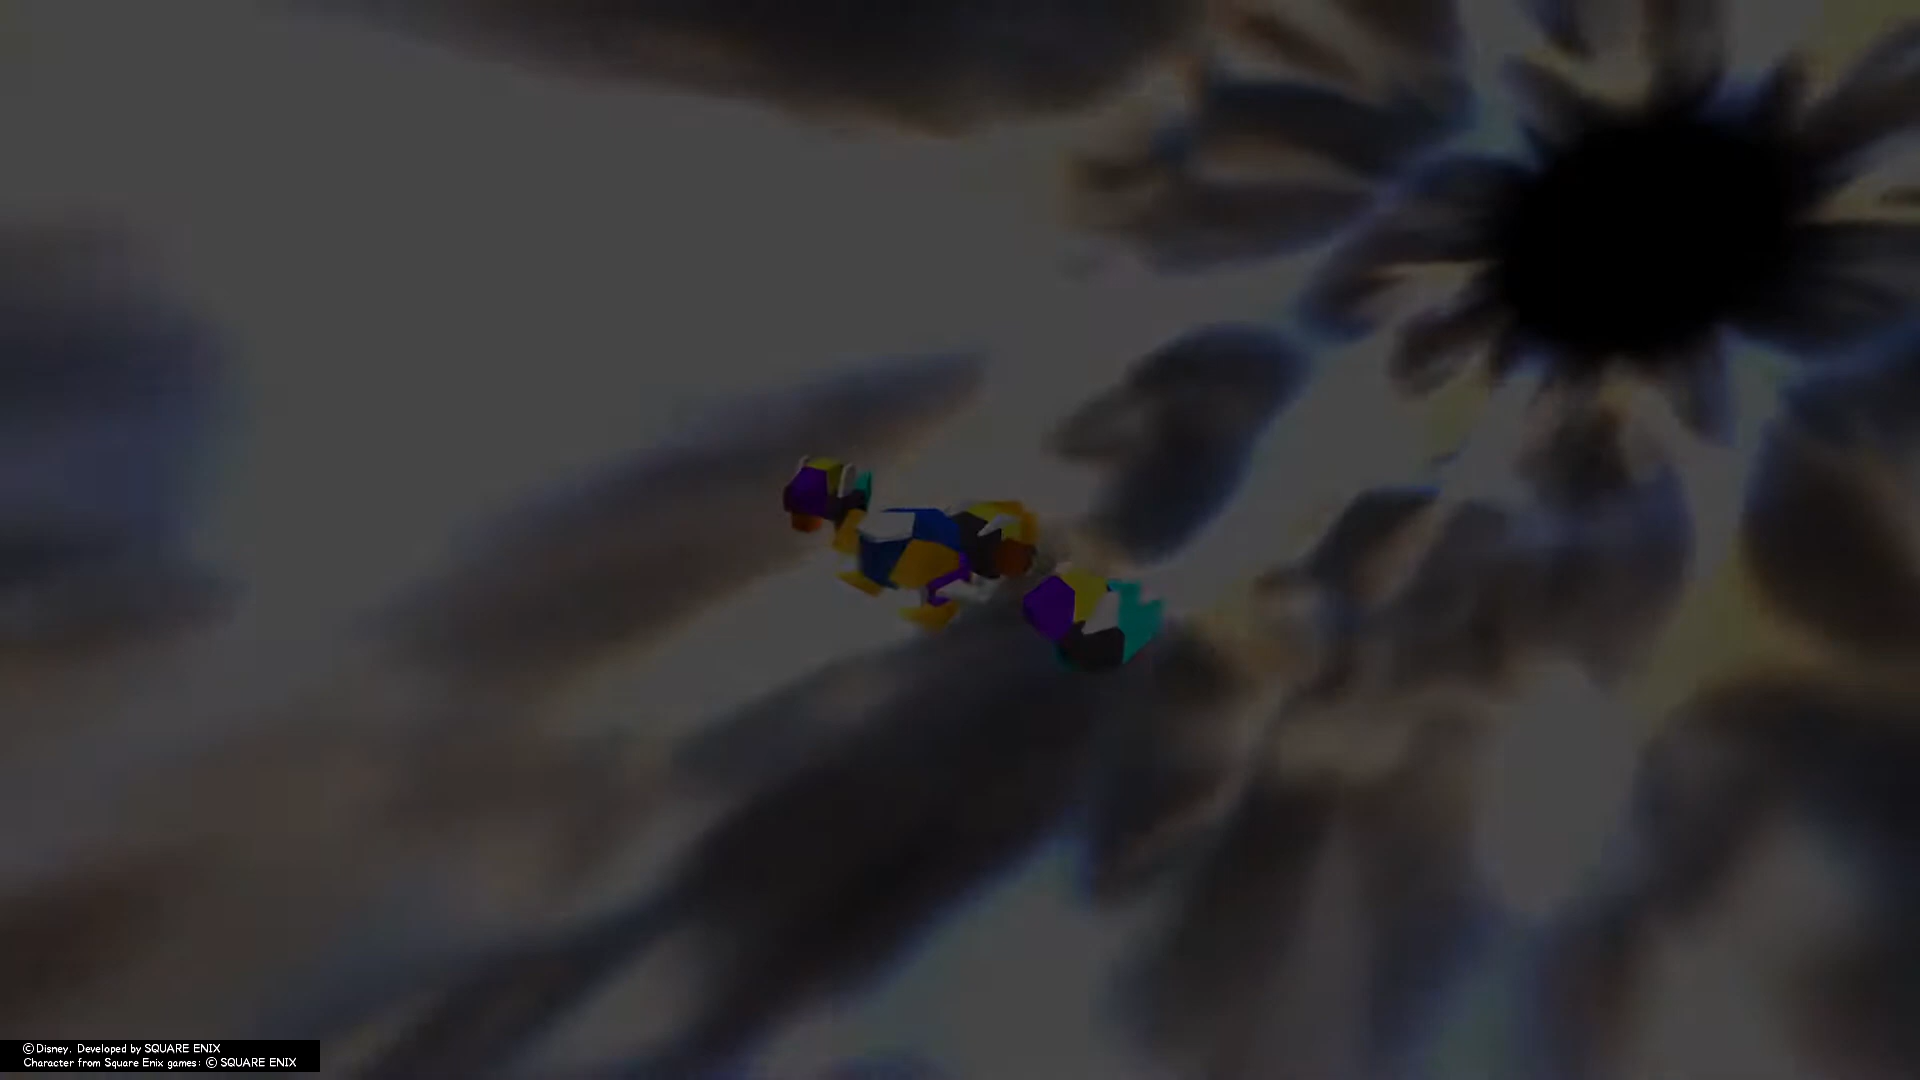 ©Disney. Developed by SQUARE ENIX
Character from Square Enix games: © SQUARE ENIX